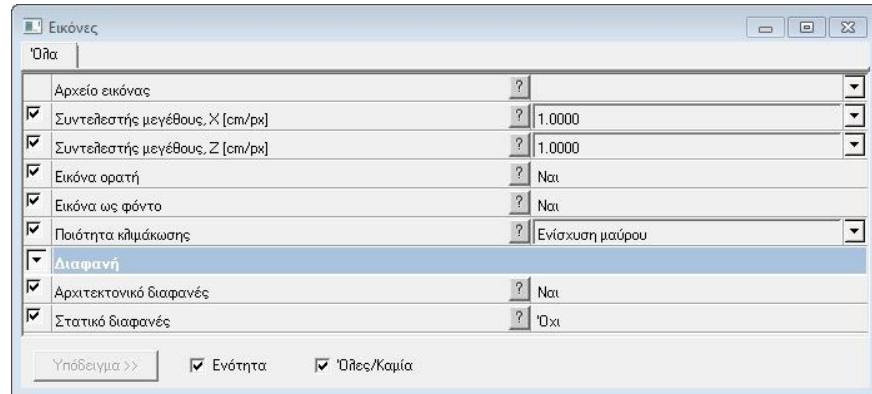 Εικόνες
Όλα
Αρχείο εικόνας ?
Συντελεστής μεγέθους, X [cm/px] ? 1.0000
Συντελεστής μεγέθους, Z [cm/px] ? 1.0000
Εικόνα ορατή ? Ναι
Εικόνα ως φόντο ? Ναι
Ποιότητα κλιμάκωσης ? Ενίσχυση μαύρου
Διαφανή
Αρχιτεκτονικό διαφανές ? Ναι
Στατικό διαφανές ? Όχι
Υπόδειγμα >> Ενότητα Όλες/Καμία